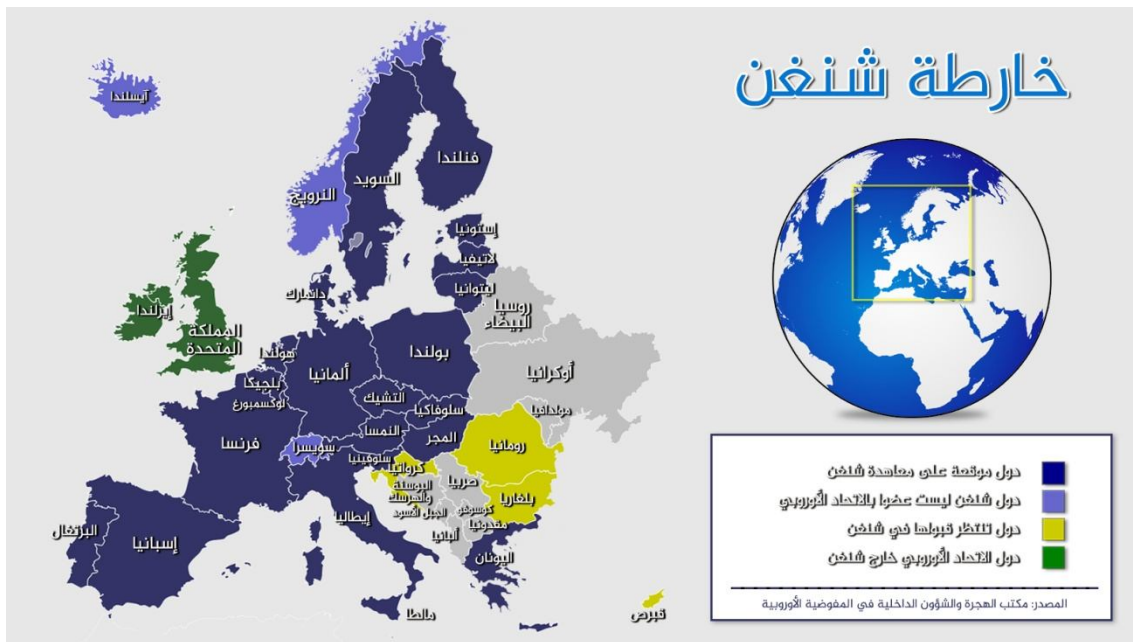 خارطة شنغن
آيسلندا
النرويج
السويد
فنلندا
إستونيا
لاتيفيا
ليتوانيا
دانمارك
إيرلندا
المملكة
المتحدة
هولندا
بلجيكا
لوكسمبورغ
ألمانيا
بولندا
روسيا
البيضاء
أوكرانيا
مولدافيا
التشيك
سلوفاكيا
النمسا
المجر
فرنسا
سويسرا
سلوفينيا
كرواتيا
رومانيا
البوسنة
والهرسك
صربيا
بلغاريا
الجبل الأسود
كوسوفو
مقدونيا
ألبانيا
إيطاليا
البرتغال
إسبانيا
اليونان
مالطا
قبرص
دول موقعة على معاهدة شنغن
دول شنغن ليست عضوا بالاتحاد الأوروبي
دول تنتظر قبولها في شنغن
دول الاتحاد الأوروبي خارج شنغن
المصدر: مكتب الهجرة والشؤون الداخلية في المفوضية الأوروبية